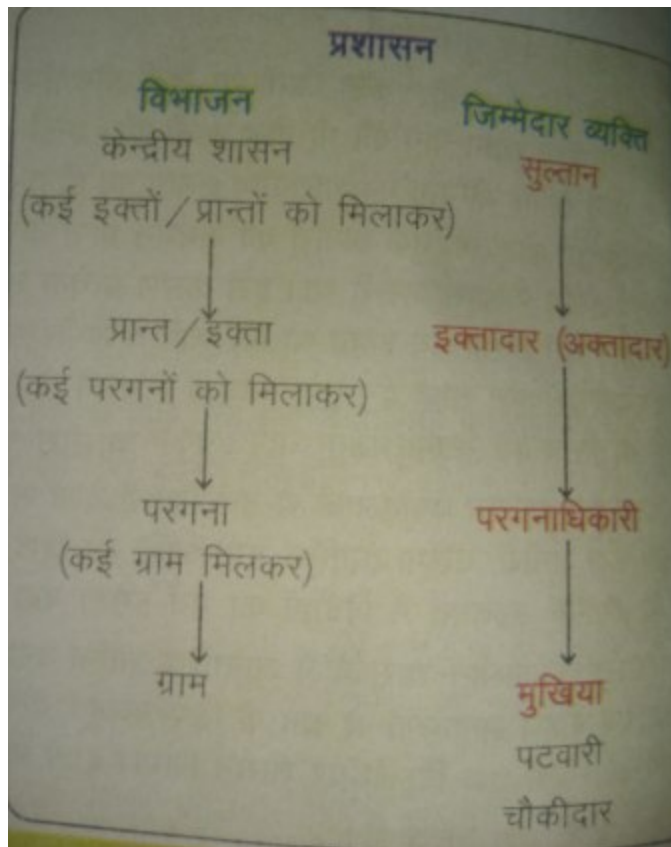 प्रशासन
विभाजन
जिम्मेदार व्यक्ति
केन्द्रीय शासन
सुल्तान
(कई इक्तों / प्रान्तों को मिलाकर)
प्रान्त / इक्ता
इक्तादार (अक्तादार)
(कई परगनों को मिलाकर)
परगना
परगनाधिकारी
(कई ग्राम मिलकर)
ग्राम
मुखिया
पटवारी
चौकीदार